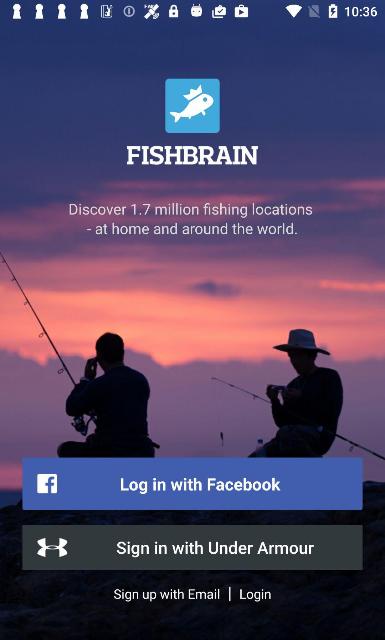 10:36
FISHBRAIN
Discover 1.7 million fishing locations
- at home and around the world.
Log in with Facebook
Sign in with Under Armour
Sign up with Email | Login